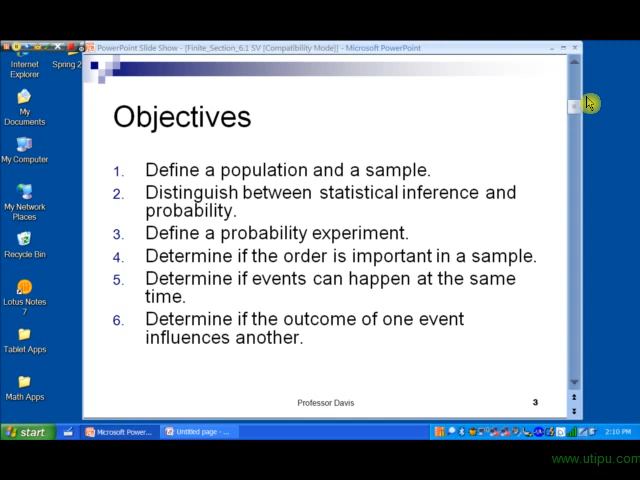 PowerPoint Slide Show - [Finite_Section_6.1 SV [Compatibility Mode]] - Microsoft PowerPoint
Internet
Explorer
Spring 2
My
Documents
My Computer
My Network
Places
Recycle Bin
Lotus Notes
7
Tablet Apps
Math Apps
Objectives
1. Define a population and a sample.
2. Distinguish between statistical inference and
probability.
3. Define a probability experiment.
4. Determine if the order is important in a sample.
5. Determine if events can happen at the same
time.
6. Determine if the outcome of one event
influences another.
Professor Davis
3
start
Microsoft Power...
Untitled page - ...
2:10 PM
www.utipu.com